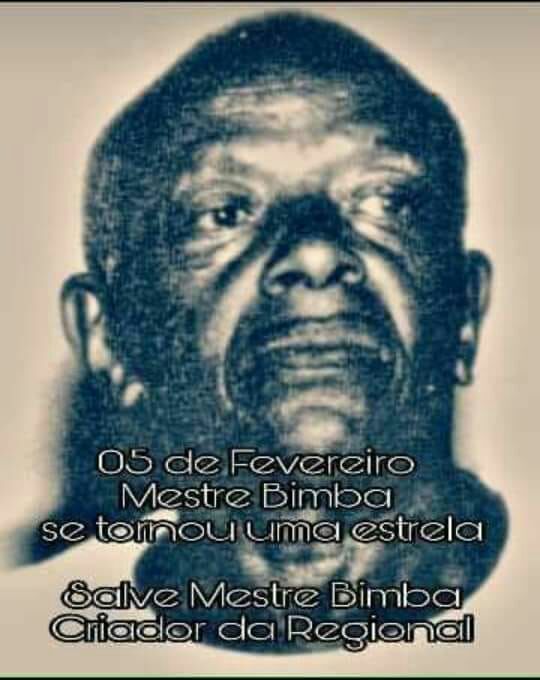 05 de Fevereiro
Mestre Bimba
se tornou uma estrela
Salve Mestre Bimba
Criador da Regional